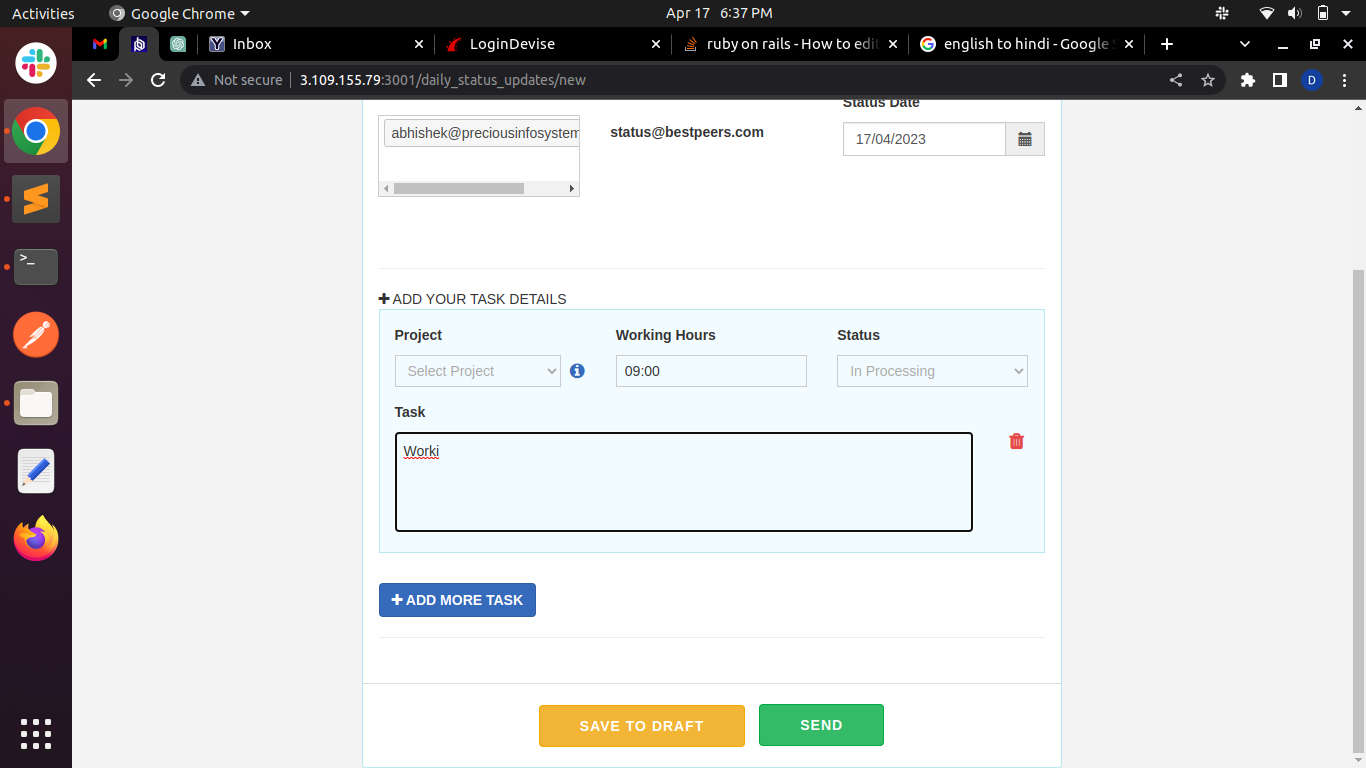 Activities
Google Chrome
Apr 17 6:37 PM
Inbox
LoginDevise
ruby on rails - How to edi
english to hindi - Google
Not secure
3.109.155.79:3001/daily_status_updates/new
D
Status Date
abhishek@preciousinfosystem
status@bestpeers.com
17/04/2023
ADD YOUR TASK DETAILS
Project
Working Hours
Status
Select Project
09:00
In Processing
Task
Worki
ADD MORE TASK
SAVE TO DRAFT
SEND